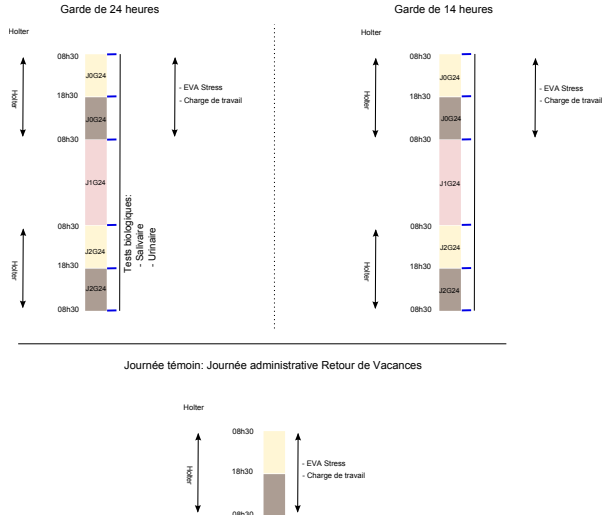 Garde de 24 heures
Holter
08h30
J0G24
18h30
J0G24
08h30
J1G24
08h30
J2G24
18h30
J2G24
08h30
Holter
Holter
- EVA Stress
- Charge de travail
Tests biologiques:
- Salivaire
- Urinaire
Garde de 14 heures
Holter
08h30
J0G24
18h30
J0G24
08h30
J1G24
08h30
J2G24
18h30
J2G24
08h30
Holter
Holter
- EVA Stress
- Charge de travail
Journée témoin: Journée administrative Retour de Vacances
Holter
08h30
18h30
08h30
Holter
- EVA Stress
- Charge de travail